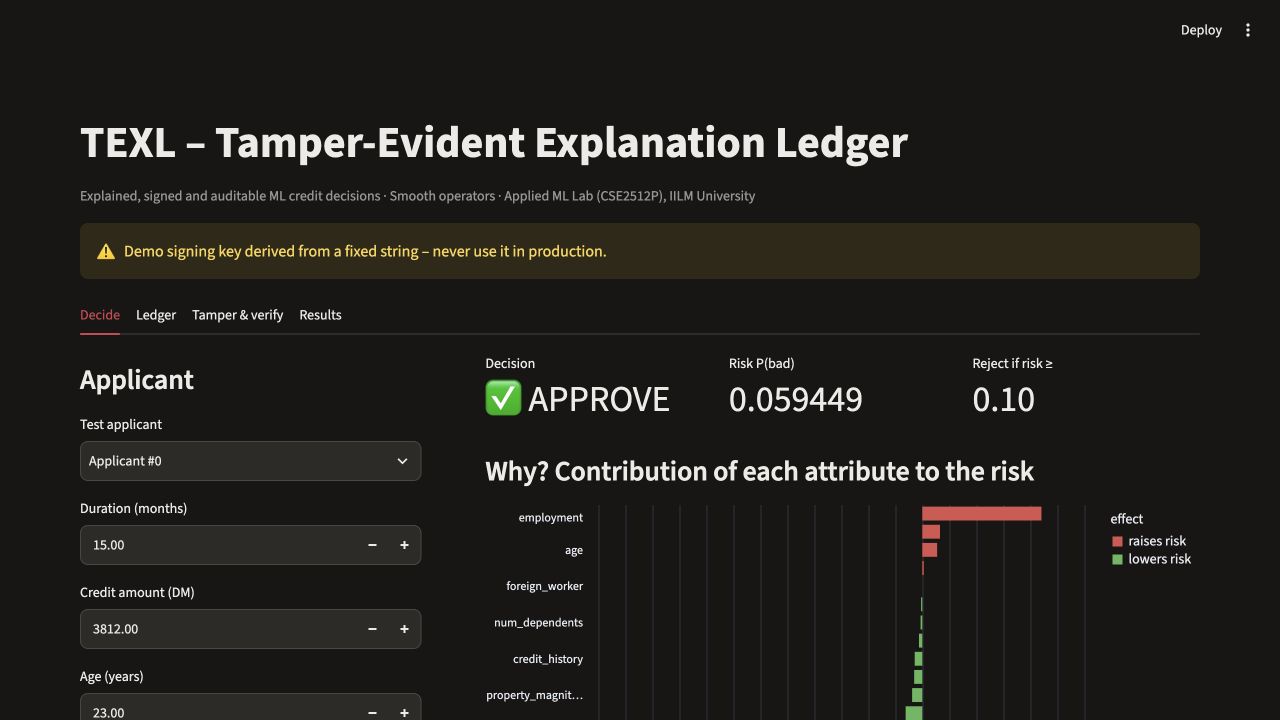 Deploy
TEXL – Tamper-Evident Explanation Ledger
Explained, signed and auditable ML credit decisions · Smooth operators · Applied ML Lab (CSE2512P), IILM University
Demo signing key derived from a fixed string – never use it in production.
Decide Ledger Tamper & verify Results
Applicant
Test applicant
Applicant #0
Duration (months)
15.00
Credit amount (DM)
3812.00
Age (years)
23.00
Decision
APPROVE
Risk P(bad)
0.059449
Reject if risk ≥
0.10
Why? Contribution of each attribute to the risk
employment
age
foreign_worker
num_dependents
credit_history
property_magnit…
effect
raises risk
lowers risk